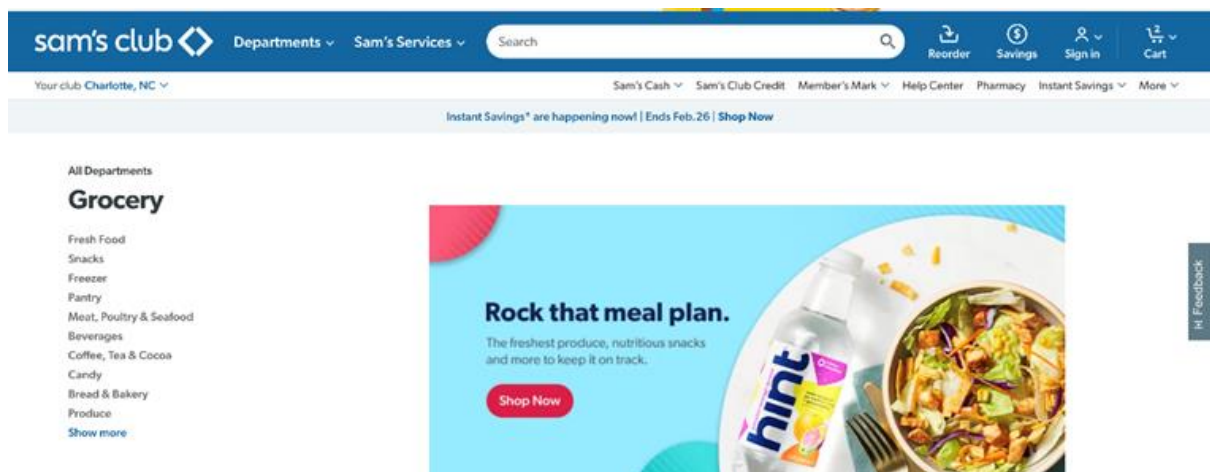 sam's club Departments Sam's Services Search Reorder Savings Sign in 2 Cart
Your club Charlotte, NC Sam's Cash Sam's Club Credit Member's Mark Help Center Pharmacy Instant Savings More
Instant Savings* are happening now! | Ends Feb.26 | Shop Now
All Departments
Grocery
Fresh Food
Snacks
Freezer
Pantry
Meat, Poultry & Seafood
Beverages
Coffee, Tea & Cocoa
Candy
Bread & Bakery
Produce
Show more
Rock that meal plan.
The freshest produce, nutritious snacks
and more to keep it on track.
Shop Now
hint
Feedback